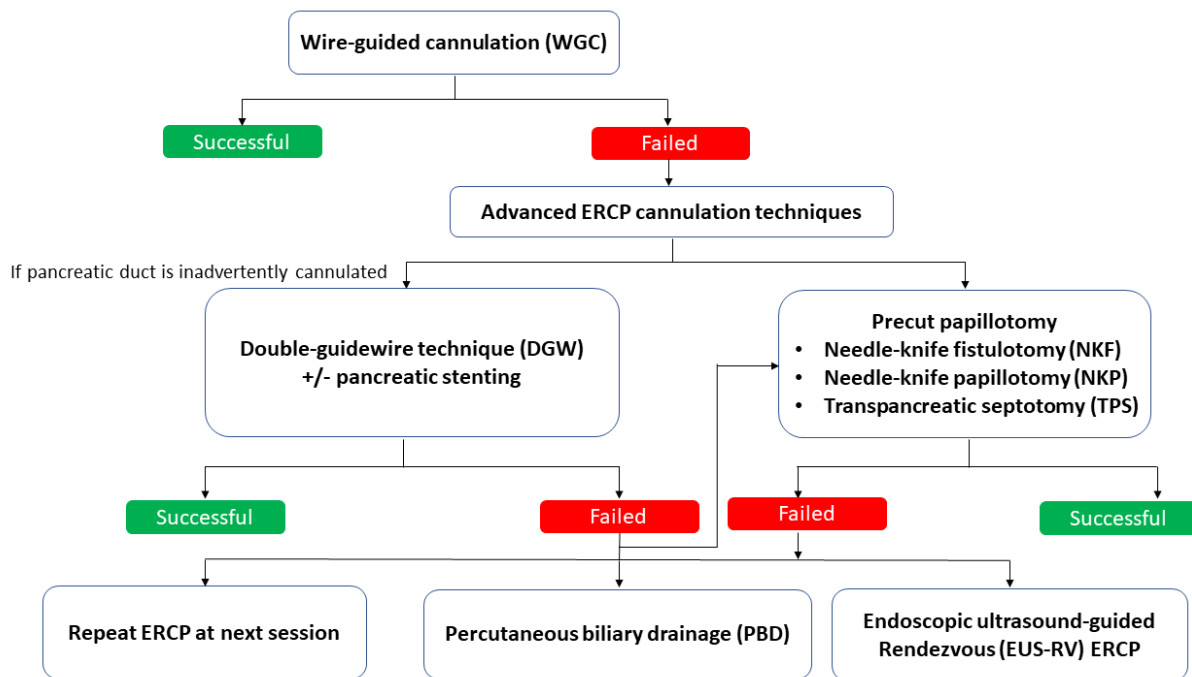 Wire-guided cannulation (WGC)
Successful
Failed
Advanced ERCP cannulation techniques
If pancreatic duct is inadvertently cannulated
Double-guidewire technique (DGW)
+/- pancreatic stenting
Precut papillotomy
• Needle-knife fistulotomy (NKF)
• Needle-knife papillotomy (NKP)
• Transpancreatic septotomy (TPS)
Successful
Failed
Failed
Successful
Repeat ERCP at next session
Percutaneous biliary drainage (PBD)
Endoscopic ultrasound-guided
Rendezvous (EUS-RV) ERCP